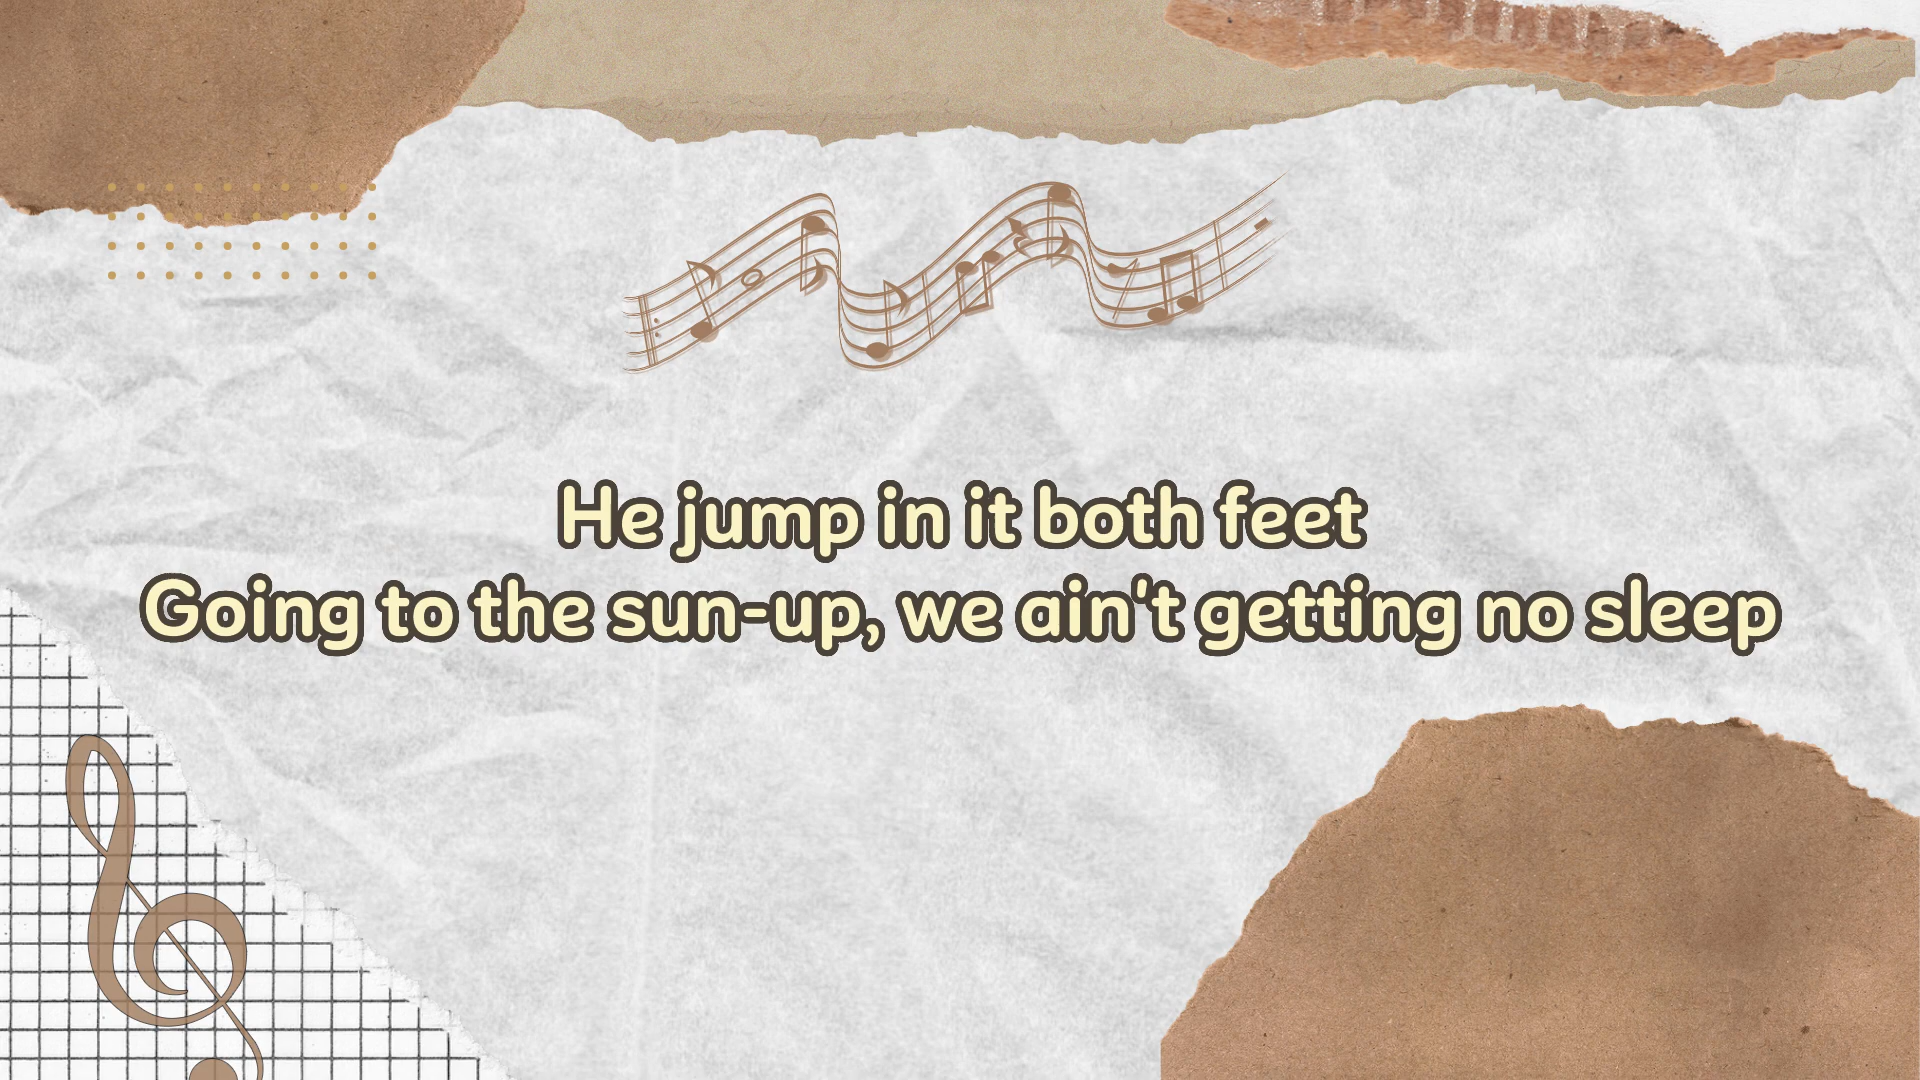 He jump in it both feet
Going to the sun-up, we ain't getting no sleep